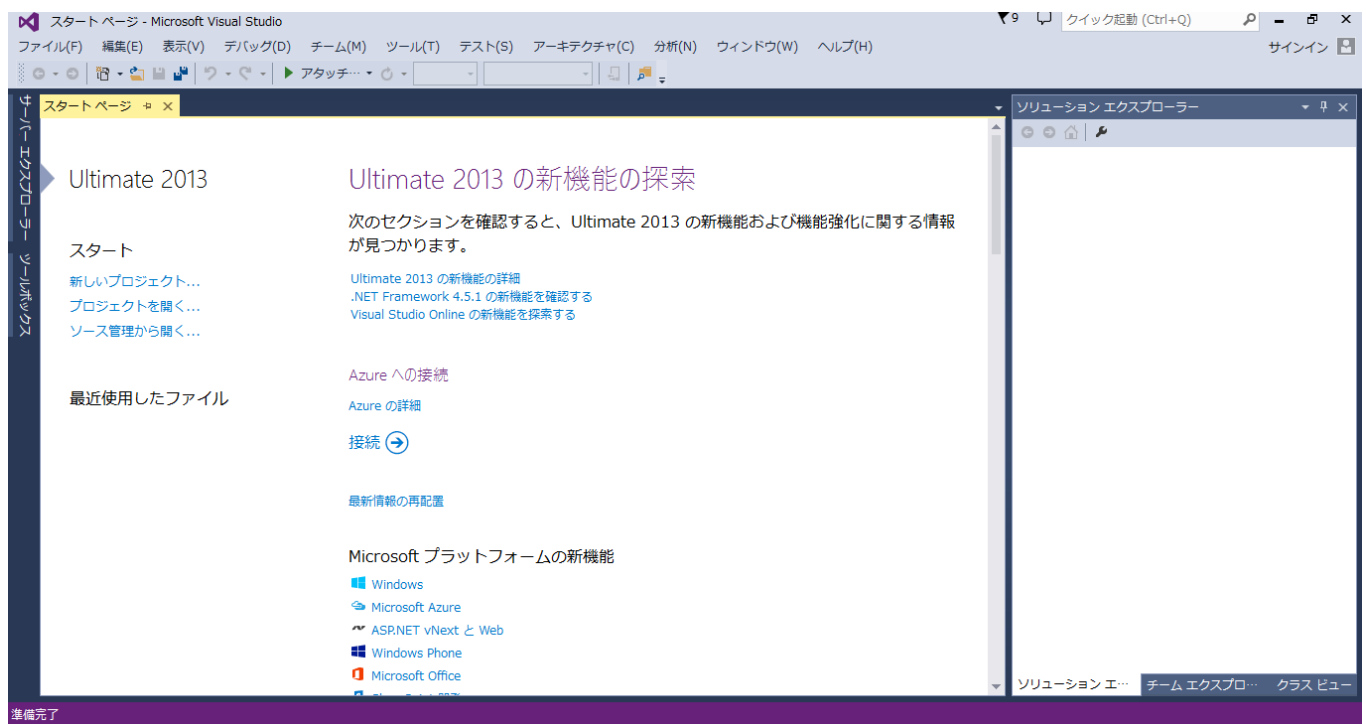 スタート ページ - Microsoft Visual Studio
9
クイック起動 (Ctrl+Q)
ファイル(F) 編集(E) 表示(V) デバッグ(D) チーム(M) ツール(T) テスト(S) アーキテクチャ(C) 分析(N) ウィンドウ(W) ヘルプ(H)
サインイン
アタッチ…
サーバー エクスプローラー
ツールボックス
スタート ページ
Ultimate 2013
スタート
新しいプロジェクト...
プロジェクトを開く...
ソース管理から開く...
最近使用したファイル
Ultimate 2013 の新機能の探索
次のセクションを確認すると、Ultimate 2013 の新機能および機能強化に関する情報
が見つかります。
Ultimate 2013 の新機能の詳細
.NET Framework 4.5.1 の新機能を確認する
Visual Studio Online の新機能を探索する
Azure への接続
Azure の詳細
接続
最新情報の再配置
Microsoft プラットフォームの新機能
Windows
Microsoft Azure
ASP.NET vNext と Web
Windows Phone
Microsoft Office
ソリューション エクスプローラー
ソリューション エ… チーム エクスプロ… クラス ビュー
準備完了